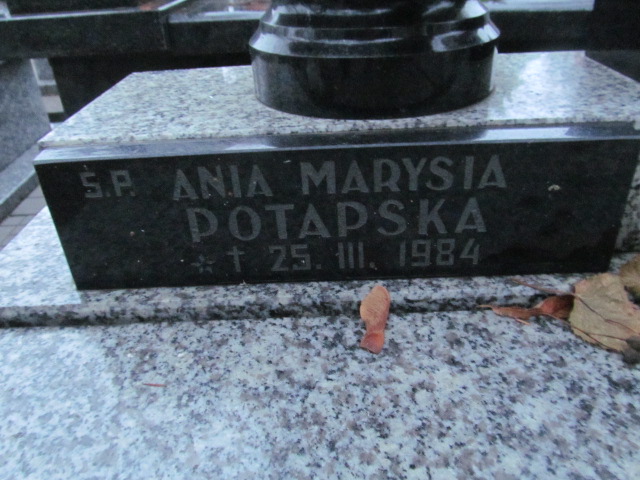 Ś.P. ANIA MARYSIA
POTAPSKA
* † 25. III. 1984